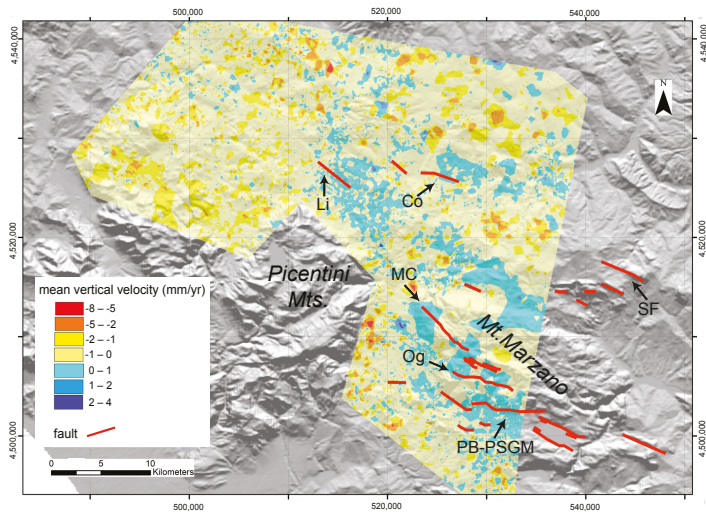 500,000
520,000
540,000
4,540,000
4,540,000
N
Li
Co
4,520,000
4,520,000
Picentini
Mts.
MC
SF
mean vertical velocity (mm/yr)
-8 – -5
-5 – -2
-2 – -1
-1 – 0
0 – 1
1 – 2
2 – 4
fault
0 5 10
Kilometers
Mt.Marzano
Og
PB-PSGM
4,500,000
4,500,000
500,000
520,000
540,000